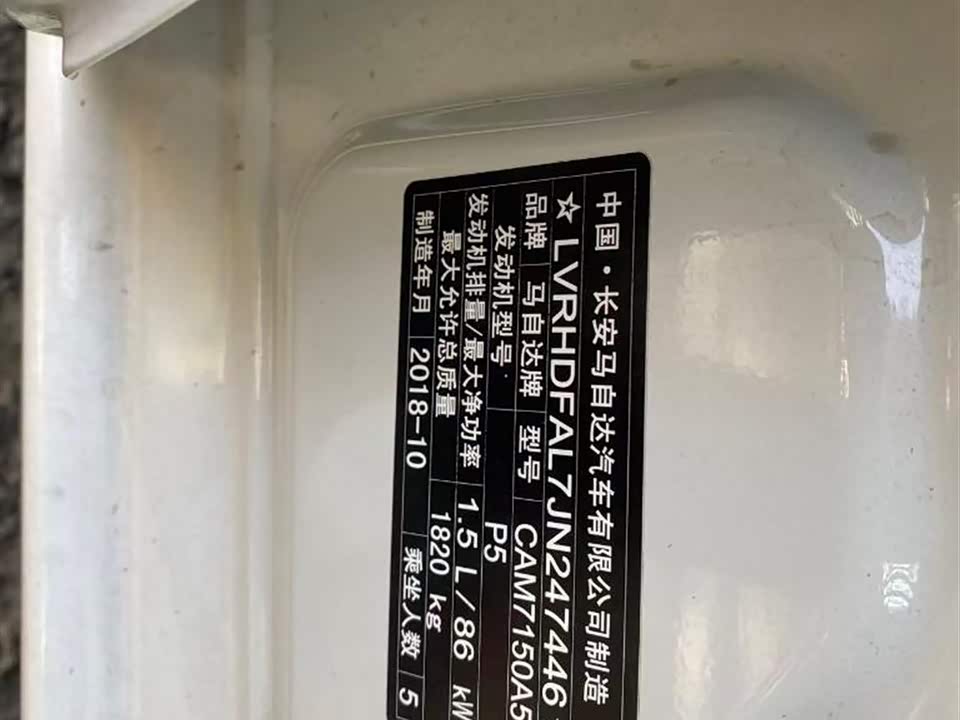 中国·长安马自达汽车有限公司制造
☆LVRHDFAL7JN247446
品牌 马自达牌 型号 CAM7150A5
发动机型号 P5
发动机排量/最大净功率 1.5 L/86 kW
最大允许总质量 1820 kg
制造年月 2018-10 乘坐人数 5